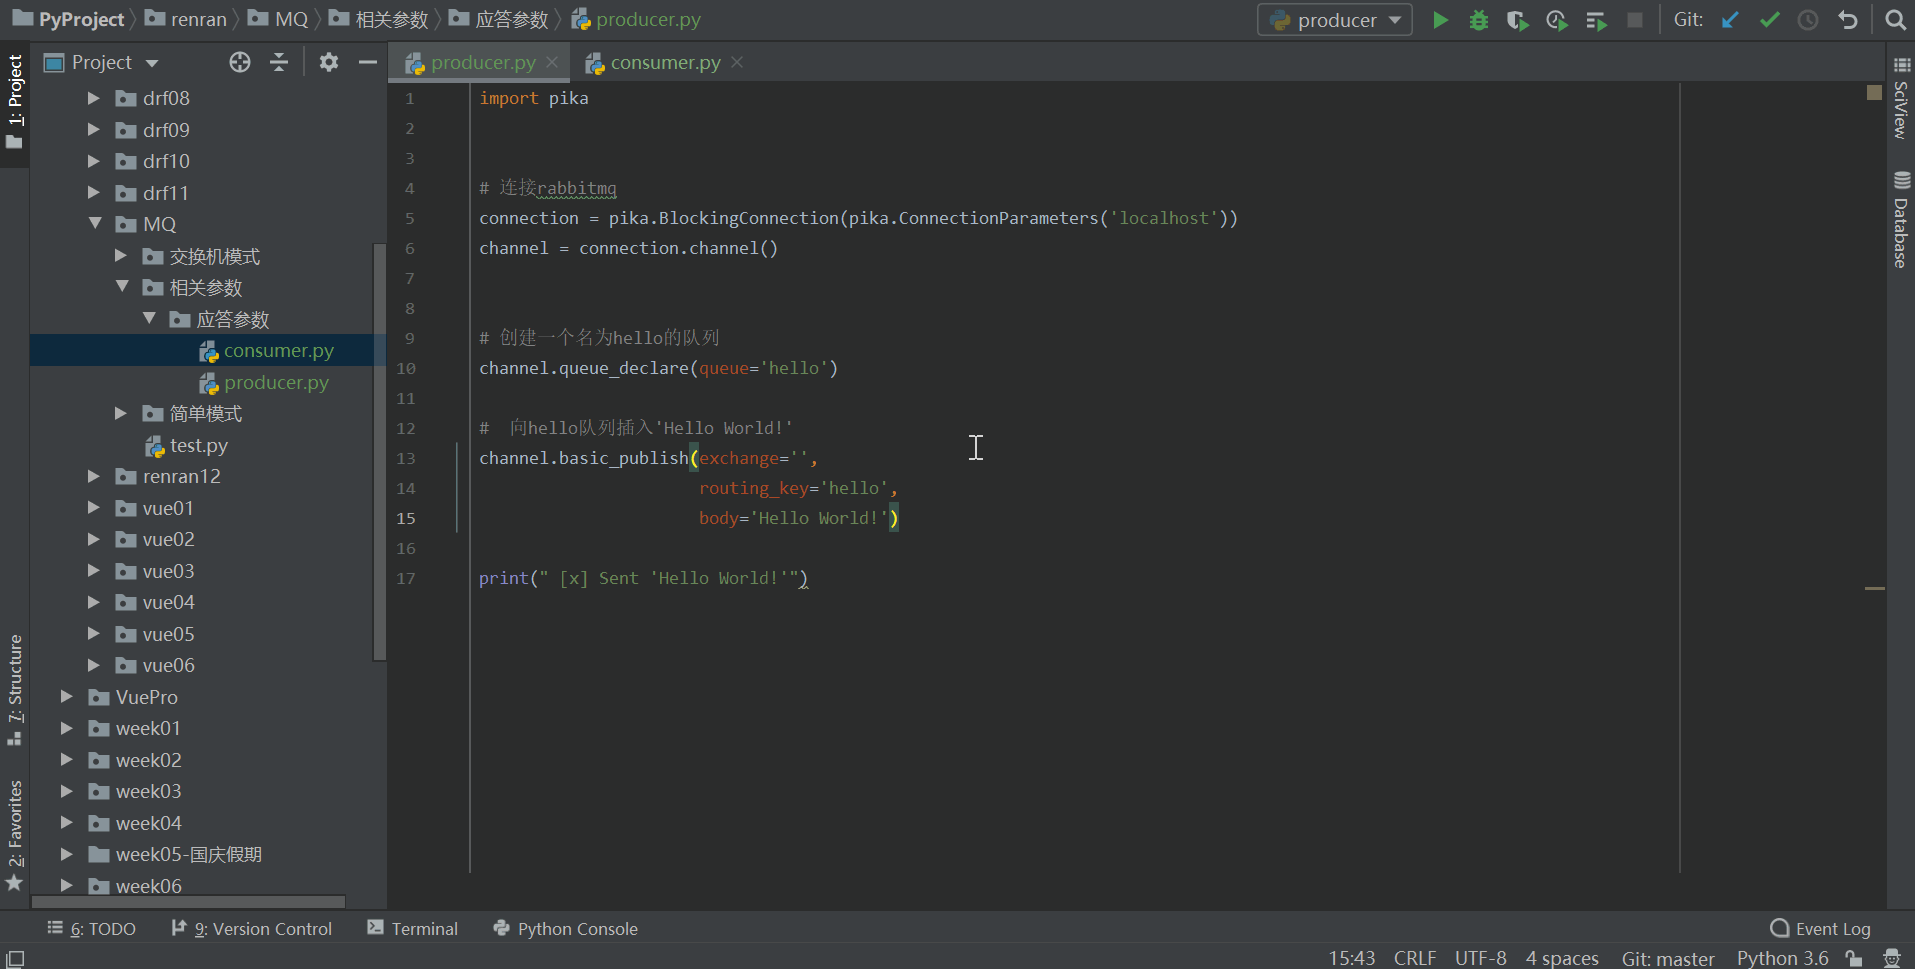 PyProject renran MQ 相关参数 应答参数 producer.py
producer
Git:
1: Project
7: Structure
2: Favorites
Project
drf08
drf09
drf10
drf11
MQ
交换机模式
相关参数
应答参数
consumer.py
producer.py
简单模式
test.py
renran12
vue01
vue02
vue03
vue04
vue05
vue06
VuePro
week01
week02
week03
week04
week05-国庆假期
week06
producer.py consumer.py
1 import pika
2
3
4 # 连接rabbitmq
5 connection = pika.BlockingConnection(pika.ConnectionParameters('localhost'))
6 channel = connection.channel()
7
8
9 # 创建一个名为hello的队列
10 channel.queue_declare(queue='hello')
11
12 #  向hello队列插入'Hello World!'
13 channel.basic_publish(exchange='',
14 routing_key='hello',
15 body='Hello World!')
16
17 print(" [x] Sent 'Hello World!'")
SciView
Database
6: TODO 9: Version Control Terminal Python Console Event Log
15:43 CRLF UTF-8 4 spaces Git: master Python 3.6